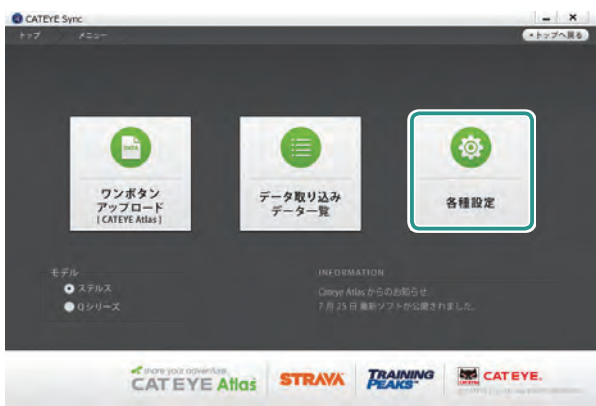 CATEYE Sync
トップ メニュー
◂トップへ戻る
DATA
ワンボタン
アップロード
[ CATEYE Atlas ]
データ取り込み
データ一覧
各種設定
モデル
ステルス
Qシリーズ
INFORMATION
Cateye Atlas からのお知らせ
7月25日 最新ソフトが公開されました。
share your adventure
CATEYE Atlas
STRAVA
TRAINING
PEAKS
CATEYE
CATEYE.